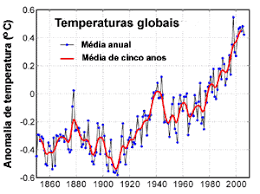 Temperaturas globais
Média anual
Média de cinco anos
Anomalia de temperatura (ºC)
0.6
0.4
0.2
0
-0.2
-0.4
-0.6
1860 1880 1900 1920 1940 1960 1980 2000